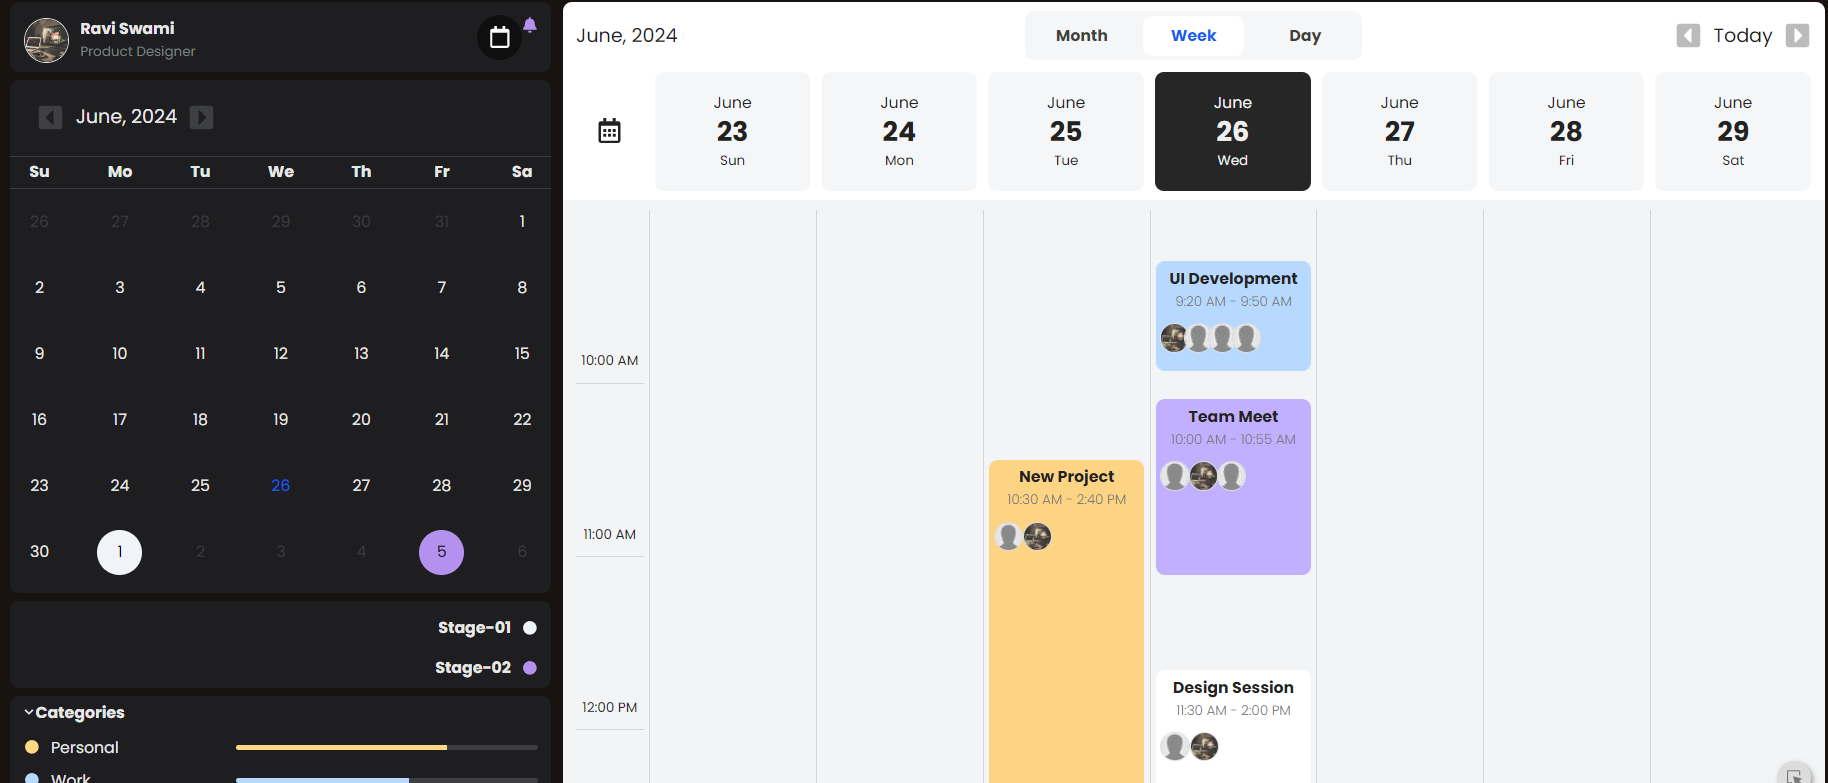 Ravi Swami
Product Designer
June, 2024
Su Mo Tu We Th Fr Sa
26 27 28 29 30 31 1
2 3 4 5 6 7 8
9 10 11 12 13 14 15
16 17 18 19 20 21 22
23 24 25 26 27 28 29
30 1 2 3 4 5 6
Stage-01
Stage-02
Categories
Personal
Work
June, 2024
Month Week Day
Today
June June June June June June June
23 24 25 26 27 28 29
Sun Mon Tue Wed Thu Fri Sat
10:00 AM
11:00 AM
12:00 PM
New Project
10:30 AM - 2:40 PM
UI Development
9:20 AM - 9:50 AM
Team Meet
10:00 AM - 10:55 AM
Design Session
11:30 AM - 2:00 PM